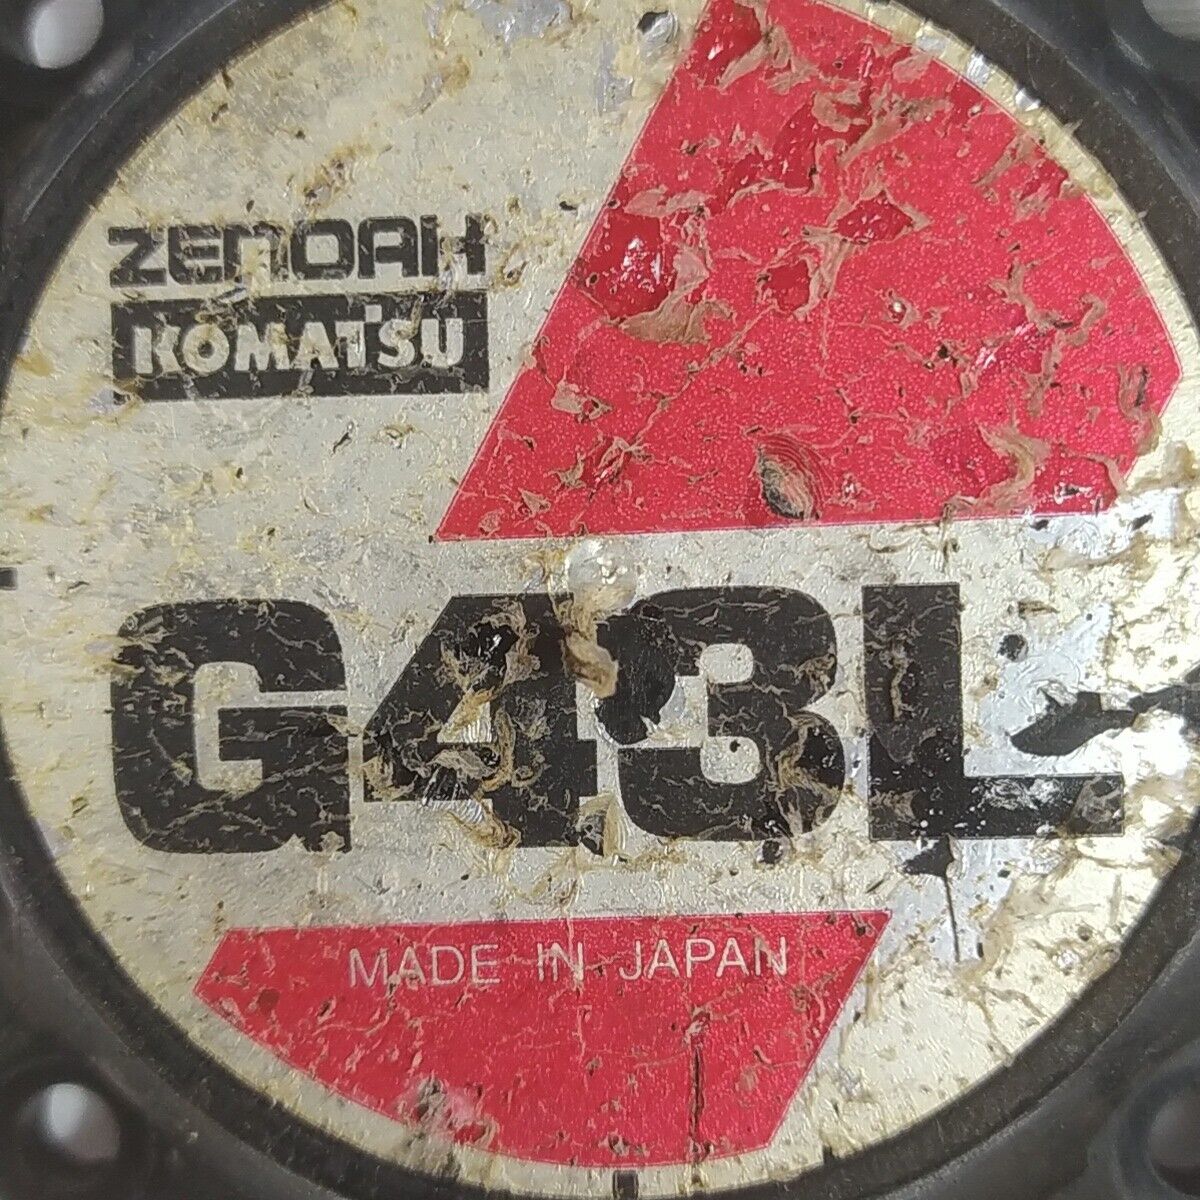 ZENOAH
KOMATSU
G43L
MADE IN JAPAN